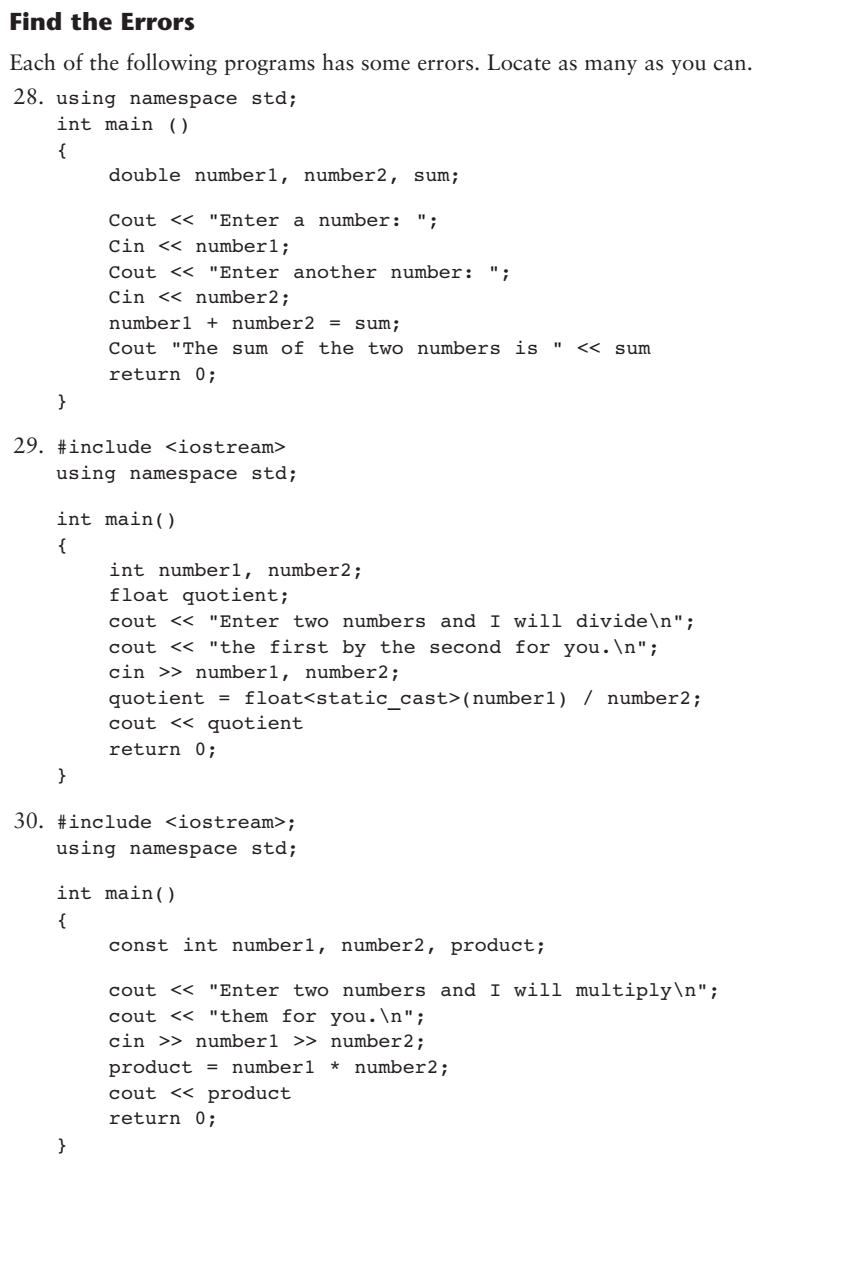 Find the Errors
Each of the following programs has some errors. Locate as many as you can.
28. using namespace std;
int main ()
{
double number1, number2, sum;
Cout << "Enter a number: ";
Cin << number1;
Cout << "Enter another number: ";
Cin << number2;
number1 + number2 = sum;
Cout "The sum of the two numbers is " << sum
return 0;
}
29. #include <iostream>
using namespace std;
int main()
{
int number1, number2;
float quotient;
cout << "Enter two numbers and I will divide\n";
cout << "the first by the second for you.\n";
cin >> number1, number2;
quotient = float<static_cast>(number1) / number2;
cout << quotient
return 0;
}
30. #include <iostream>;
using namespace std;
int main()
{
const int number1, number2, product;
cout << "Enter two numbers and I will multiply\n";
cout << "them for you.\n";
cin >> number1 >> number2;
product = number1 * number2;
cout << product
return 0;
}